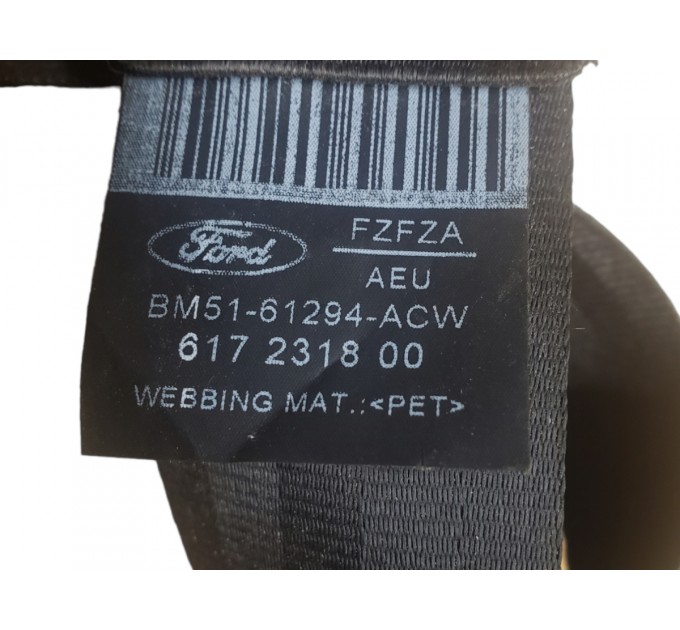 Ford
FZFZA
AEU
BM51-61294-ACW
617 2318 00
WEBBING MAT.:<PET>